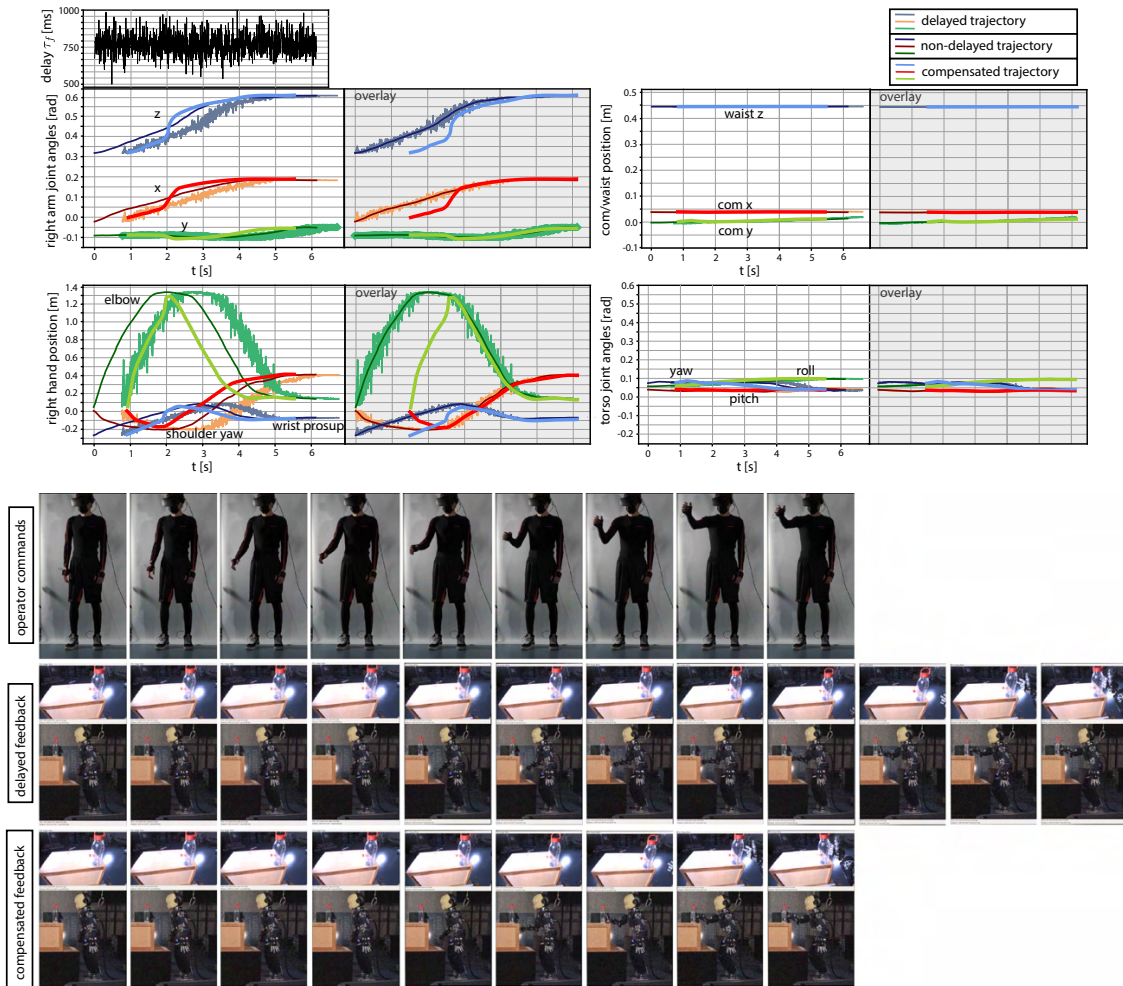 delay τf [ms]
1000
750
500
delayed trajectory
non-delayed trajectory
compensated trajectory
right arm joint angles [rad]
0.6
0.5
0.4
0.3
0.2
0.1
0.0
-0.1
z
x
y
overlay
0
1
2
3
4
5
6
t [s]
com/waist position [m]
0.5
0.4
0.3
0.2
0.1
0.0
-0.1
waist z
com x
com y
overlay
0
1
2
3
4
5
6
t [s]
right hand position [m]
1.4
1.2
1.0
0.8
0.6
0.4
0.2
0.0
-0.2
elbow
shoulder yaw
wrist prosup
overlay
0
1
2
3
4
5
6
t [s]
torso joint angles [rad]
0.6
0.5
0.4
0.3
0.2
0.1
0.0
-0.1
-0.2
yaw
roll
pitch
overlay
0
1
2
3
4
5
6
t [s]
operator commands
delayed feedback
compensated feedback